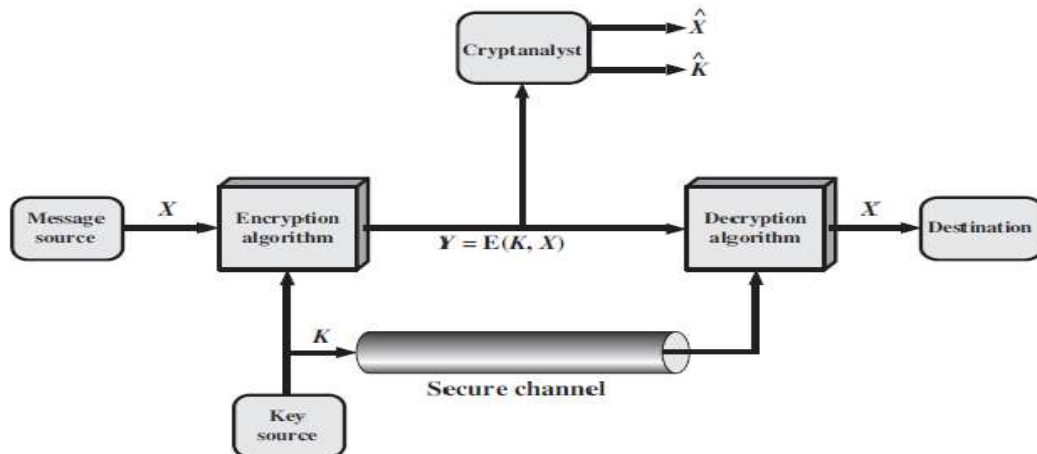 Cryptanalyst
X̂
K̂
Message
source
X
Encryption
algorithm
Y = E(K, X)
Decryption
algorithm
X
Destination
K
Secure channel
Key
source